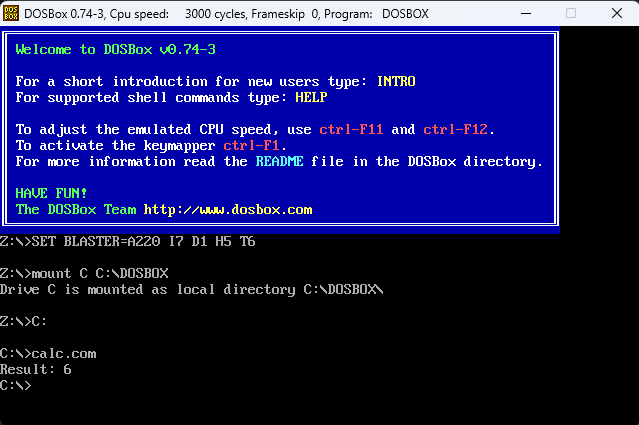 DOSBox 0.74-3, Cpu speed:    3000 cycles, Frameskip  0, Program:   DOSBOX
Welcome to DOSBox v0.74-3
For a short introduction for new users type: INTRO
For supported shell commands type: HELP
To adjust the emulated CPU speed, use ctrl-F11 and ctrl-F12.
To activate the keymapper ctrl-F1.
For more information read the README file in the DOSBox directory.
HAVE FUN!
The DOSBox Team http://www.dosbox.com
Z:\>SET BLASTER=A220 I7 D1 H5 T6
Z:\>mount C C:\DOSBOX
Drive C is mounted as local directory C:\DOSBOX\
Z:\>C:
C:\>calc.com
Result: 6
C:\>